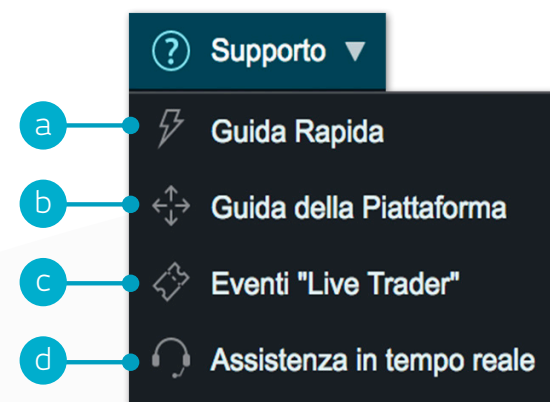 ? Supporto ▼
a Guida Rapida
b Guida della Piattaforma
c Eventi "Live Trader"
d Assistenza in tempo reale